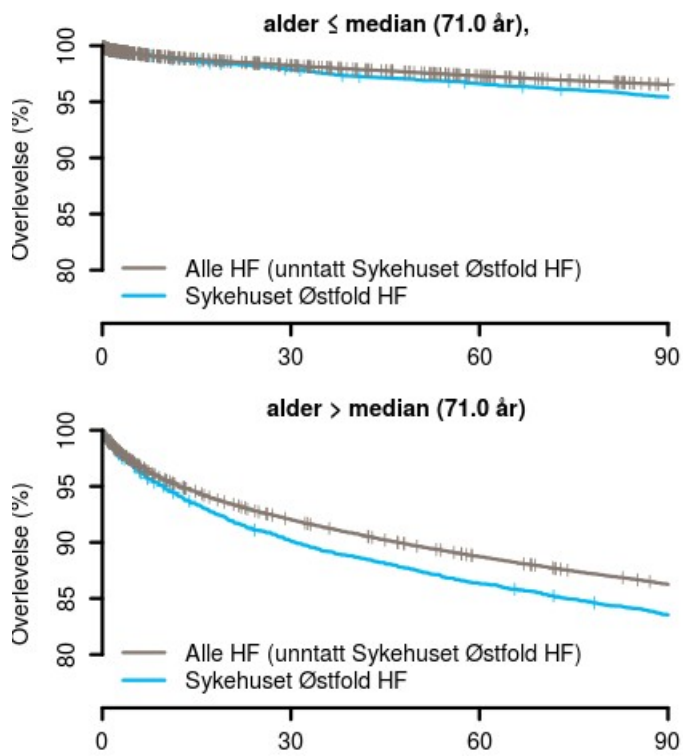 alder ≤ median (71.0 år),
Overlevelse (%)
100
95
90
85
80
Alle HF (unntatt Sykehuset Østfold HF)
Sykehuset Østfold HF
0 30 60 90
alder > median (71.0 år)
Overlevelse (%)
100
95
90
85
80
Alle HF (unntatt Sykehuset Østfold HF)
Sykehuset Østfold HF
0 30 60 90